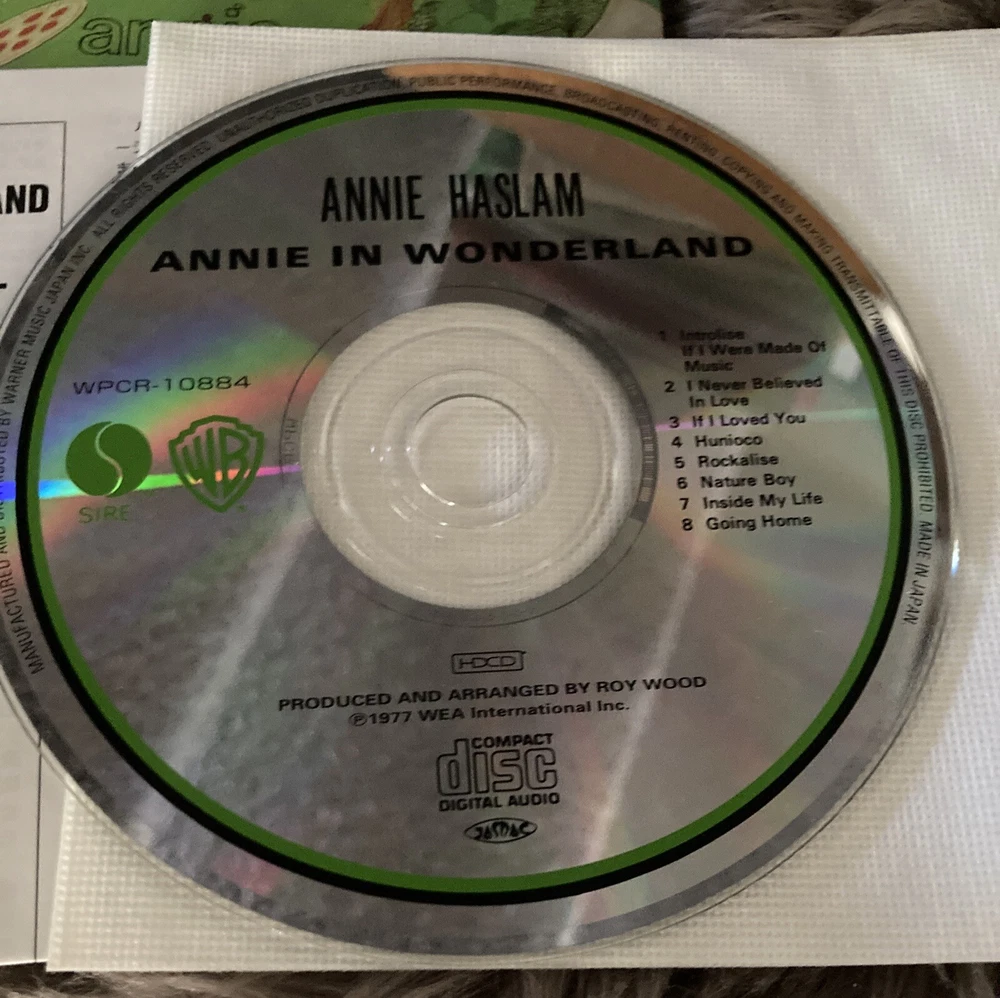 annie
AND
ANNIE HASLAM
ANNIE IN WONDERLAND
WPCR-10884
SIRE
WB
1 Introlise
If I Were Made Of
Music
2 I Never Believed
In Love
3 If I Loved You
4 Hunioco
5 Rockalise
6 Nature Boy
7 Inside My Life
8 Going Home
HDCD
PRODUCED AND ARRANGED BY ROY WOOD
Ⓟ1977 WEA International Inc.
COMPACT
disc
DIGITAL AUDIO
JASRAC
MANUFACTURED AND DISTRIBUTED BY WARNER MUSIC JAPAN INC. ALL RIGHTS RESERVED. UNAUTHORIZED DUPLICATION, PUBLIC PERFORMANCE, BROADCASTING, RENTING, COPYING AND MAKING TRANSMITTABLE OF THIS DISC PROHIBITED. MADE IN JAPAN